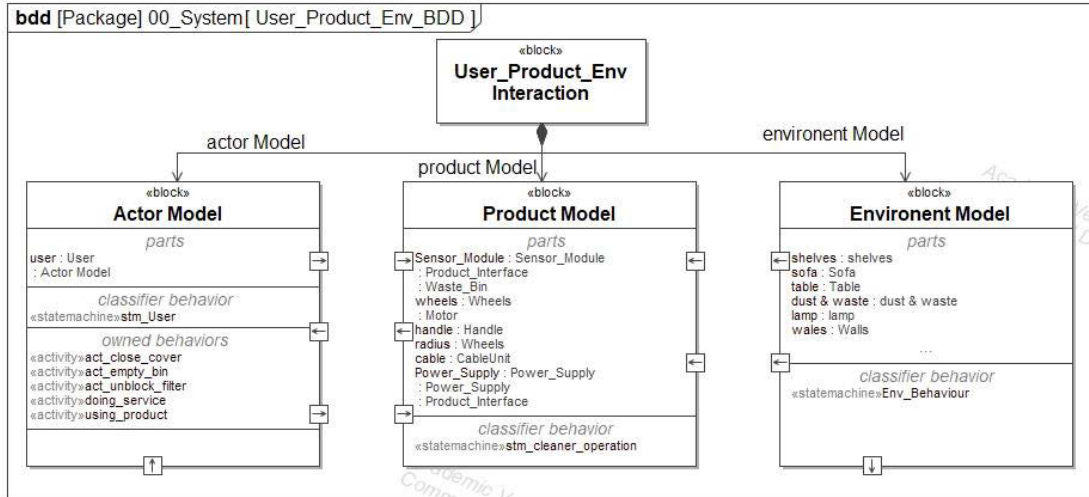 bdd [Package] 00_System[ User_Product_Env_BDD ]
«block»
User_Product_Env
Interaction
actor Model
product Model
environent Model
«block»
Actor Model
parts
user : User
: Actor Model
classifier behavior
«statemachine»stm_User
owned behaviors
«activity»act_close_cover
«activity»act_empty_bin
«activity»act_unblock_filter
«activity»doing_service
«activity»using_product
«block»
Product Model
parts
Sensor_Module : Sensor_Module
: Product_Interface
: Waste_Bin
wheels : Wheels
: Motor
handle : Handle
radius : Wheels
cable : CableUnit
Power_Supply : Power_Supply
: Power_Supply
: Product_Interface
classifier behavior
«statemachine»stm_cleaner_operation
«block»
Environent Model
parts
shelves : shelves
sofa : Sofa
table : Table
dust & waste : dust & waste
lamp : lamp
wales : Walls
...
classifier behavior
«statemachine»Env_Behaviour